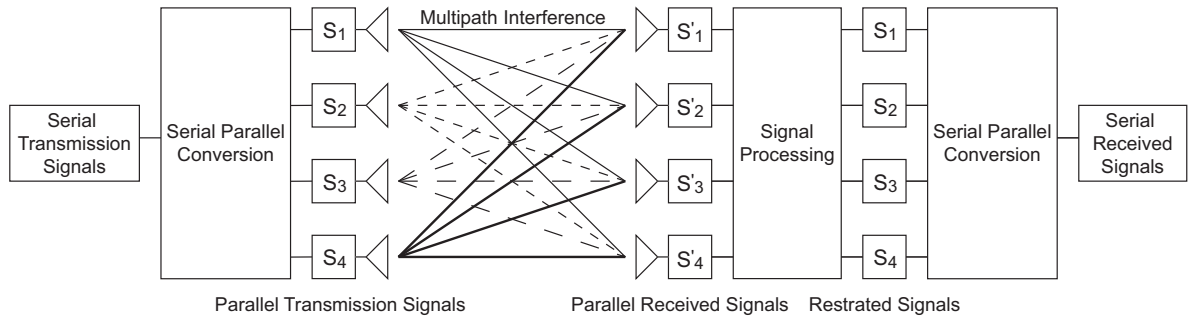 Multipath Interference
S1
S2
S3
S4
S'1
S'2
S'3
S'4
S1
S2
S3
S4
Serial
Transmission
Signals
Serial Parallel
Conversion
Signal
Processing
Serial Parallel
Conversion
Serial
Received
Signals
Parallel Transmission Signals
Parallel Received Signals
Restrated Signals